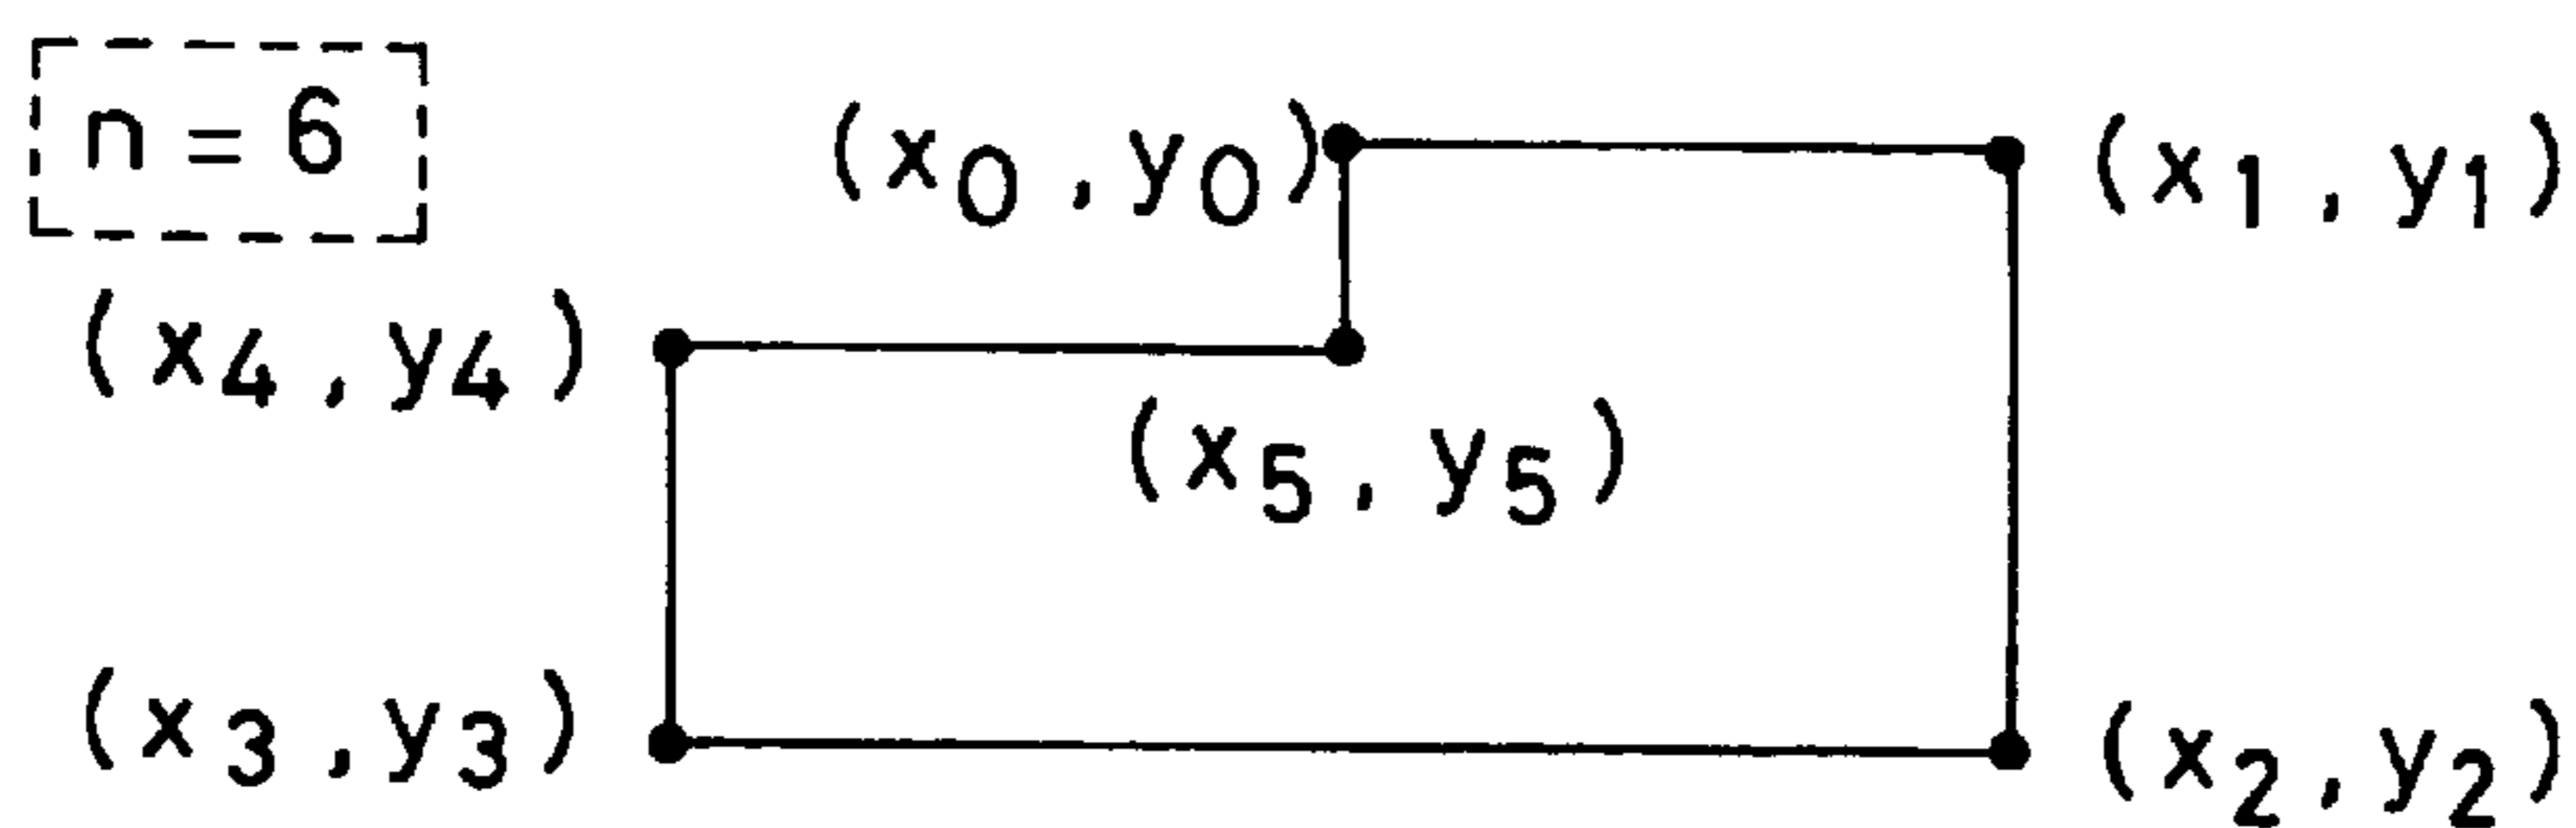 n = 6
(x0, y0)
(x1, y1)
(x4, y4)
(x5, y5)
(x3, y3)
(x2, y2)